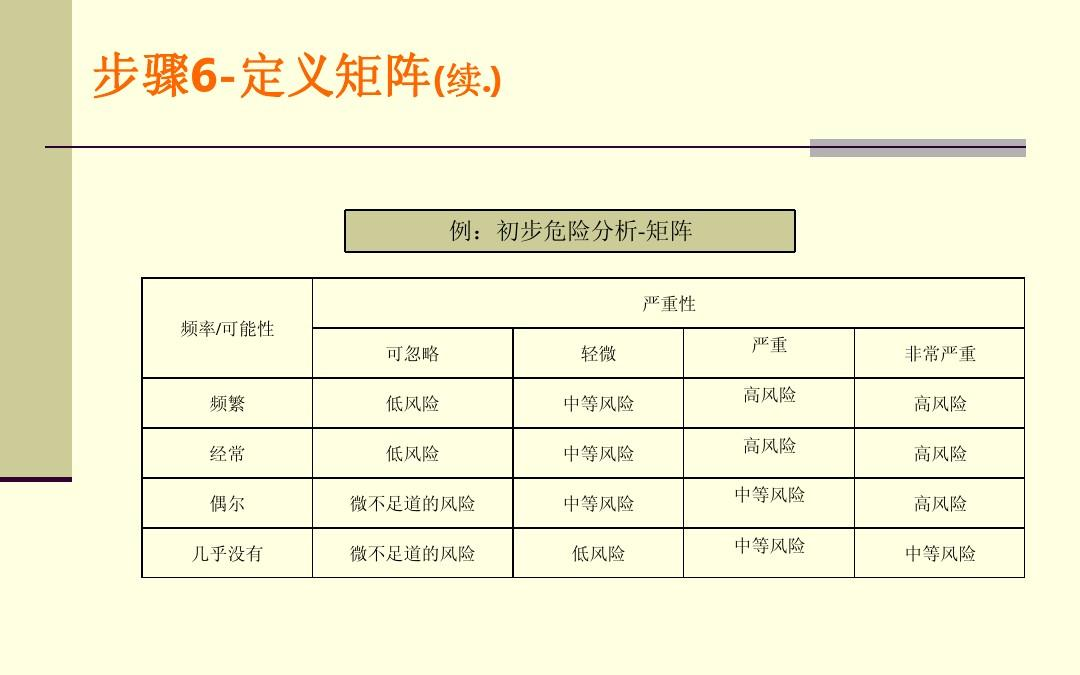 步骤6-定义矩阵(续.)
例：初步危险分析-矩阵
频率/可能性 严重性
可忽略 轻微 严重 非常严重
频繁 低风险 中等风险 高风险 高风险
经常 低风险 中等风险 高风险 高风险
偶尔 微不足道的风险 中等风险 中等风险 高风险
几乎没有 微不足道的风险 低风险 中等风险 中等风险